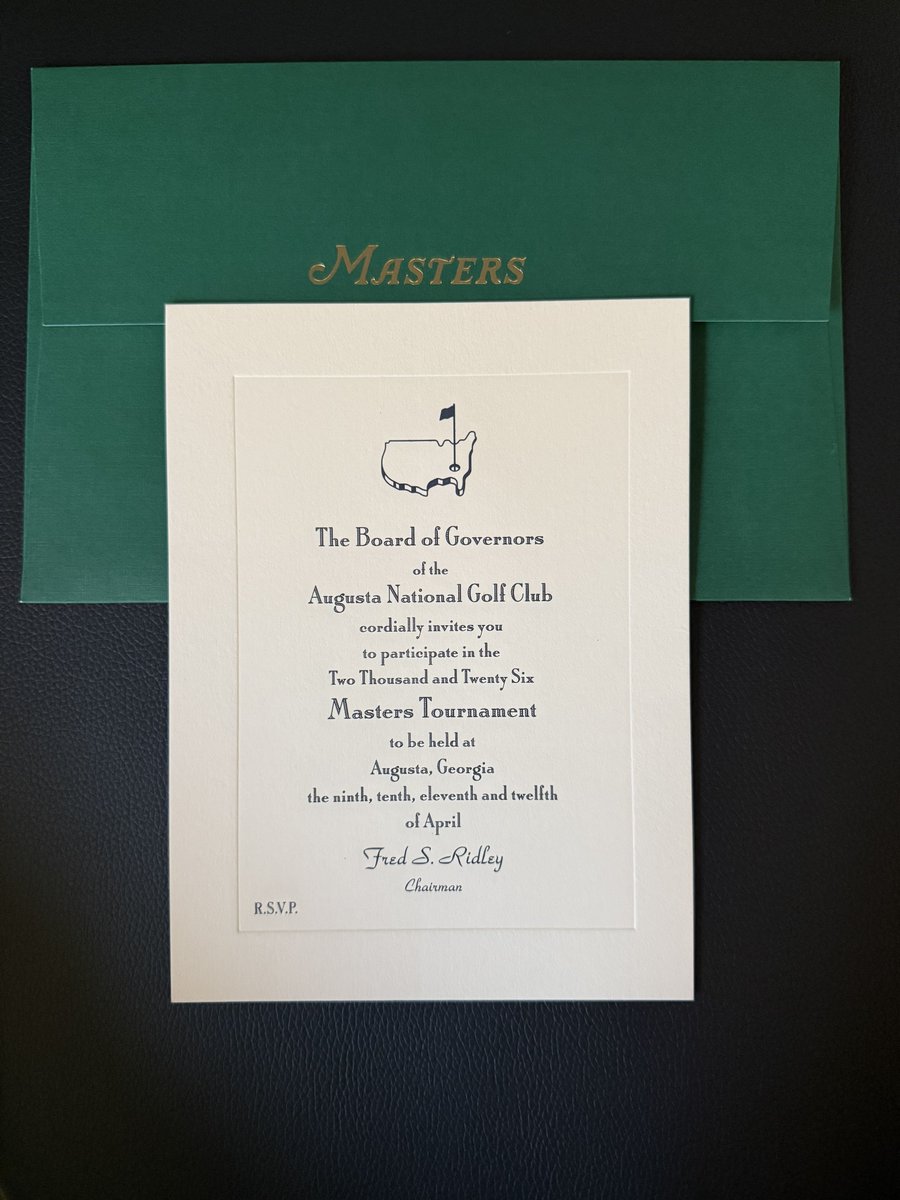 Masters
The Board of Governors
of the
Augusta National Golf Club
cordially invites you
to participate in the
Two Thousand and Twenty Six
Masters Tournament
to be held at
Augusta, Georgia
the ninth, tenth, eleventh and twelfth
of April
Fred S. Ridley
Chairman
R.S.V.P.